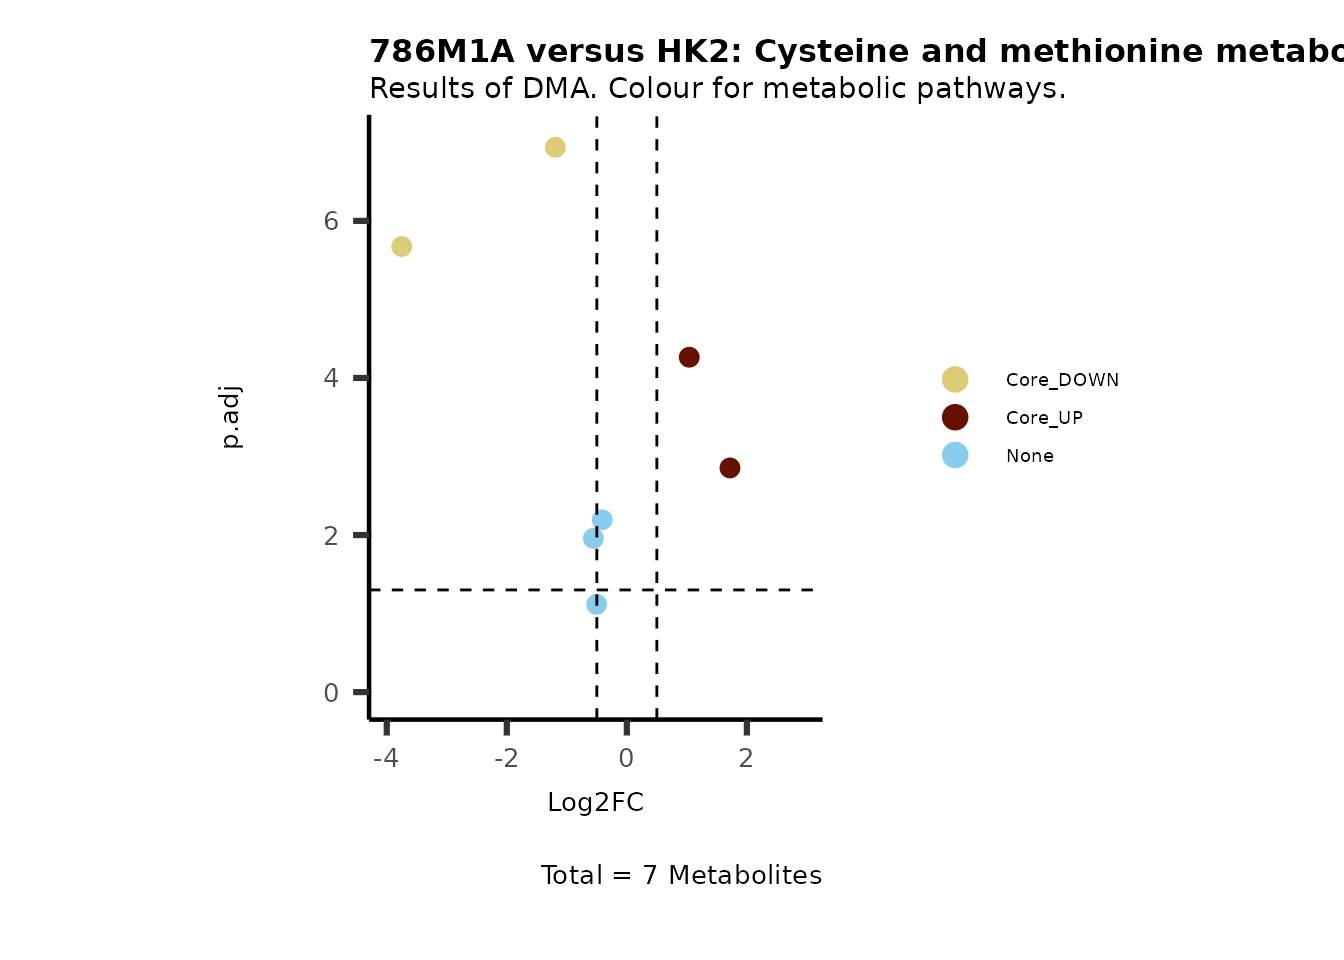 786M1A versus HK2: Cysteine and methionine metabo
Results of DMA. Colour for metabolic pathways.
p.adj
6
4
2
0
-4 -2 0 2
Log2FC
Core_DOWN
Core_UP
None
Total = 7 Metabolites